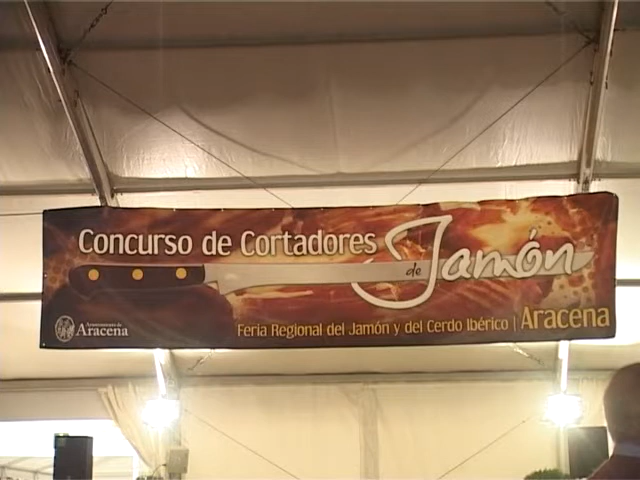 Concurso de Cortadores
de Jamón
Feria Regional del Jamón y del Cerdo Ibérico | Aracena
Ayuntamiento de
Aracena